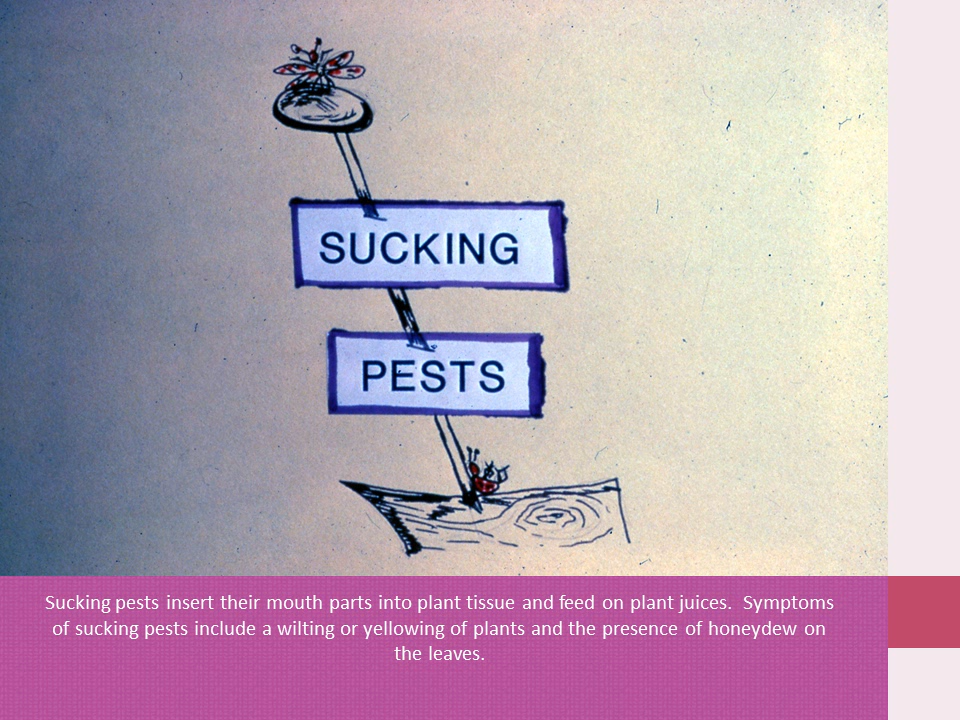 SUCKING
PESTS
Sucking pests insert their mouth parts into plant tissue and feed on plant juices.  Symptoms
of sucking pests include a wilting or yellowing of plants and the presence of honeydew on
the leaves.